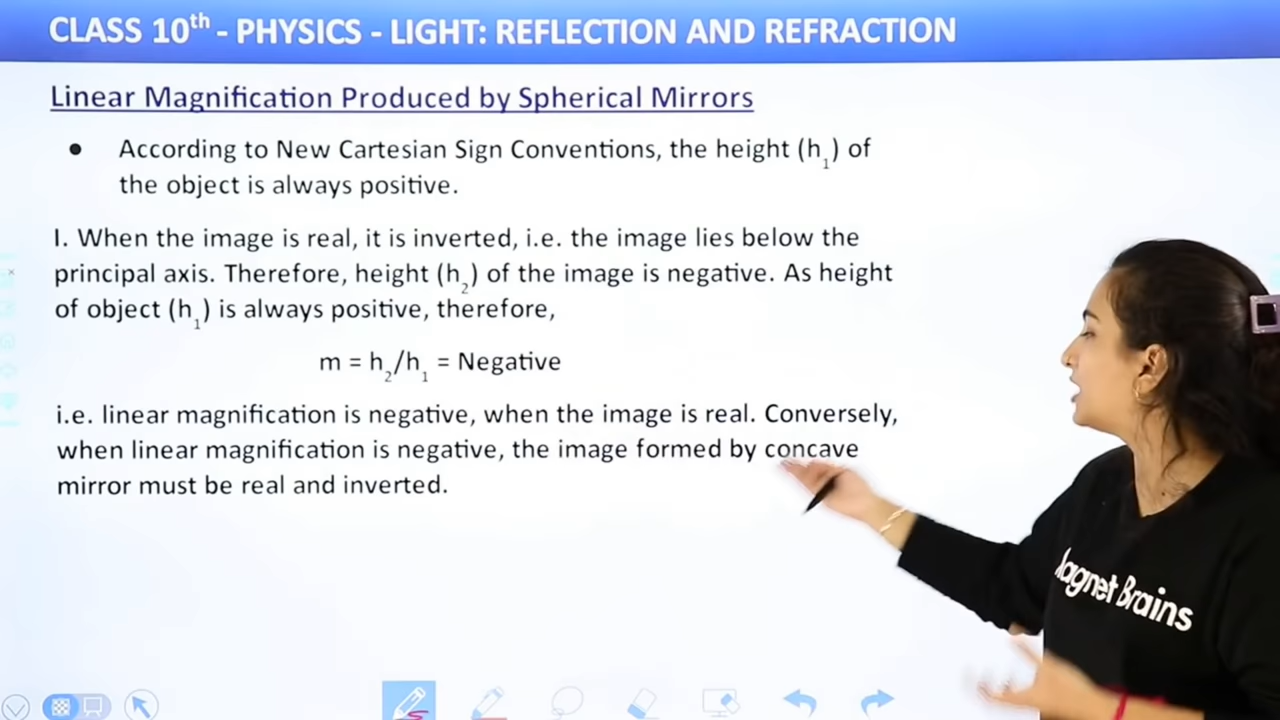 CLASS 10th - PHYSICS - LIGHT: REFLECTION AND REFRACTION
Linear Magnification Produced by Spherical Mirrors
• According to New Cartesian Sign Conventions, the height (h1) of
the object is always positive.
I. When the image is real, it is inverted, i.e. the image lies below the
principal axis. Therefore, height (h2) of the image is negative. As height
of object (h1) is always positive, therefore,
m = h2/h1 = Negative
i.e. linear magnification is negative, when the image is real. Conversely,
when linear magnification is negative, the image formed by concave
mirror must be real and inverted.
Magnet Brains